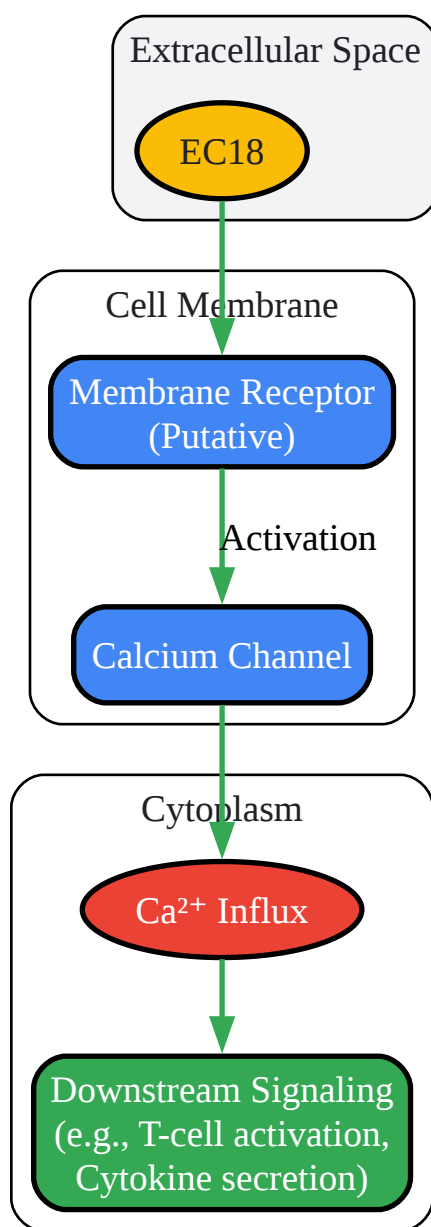 Extracellular Space
EC18
Cell Membrane
Membrane Receptor
(Putative)
Activation
Calcium Channel
Cytoplasm
Ca²⁺ Influx
Downstream Signaling
(e.g., T-cell activation,
Cytokine secretion)